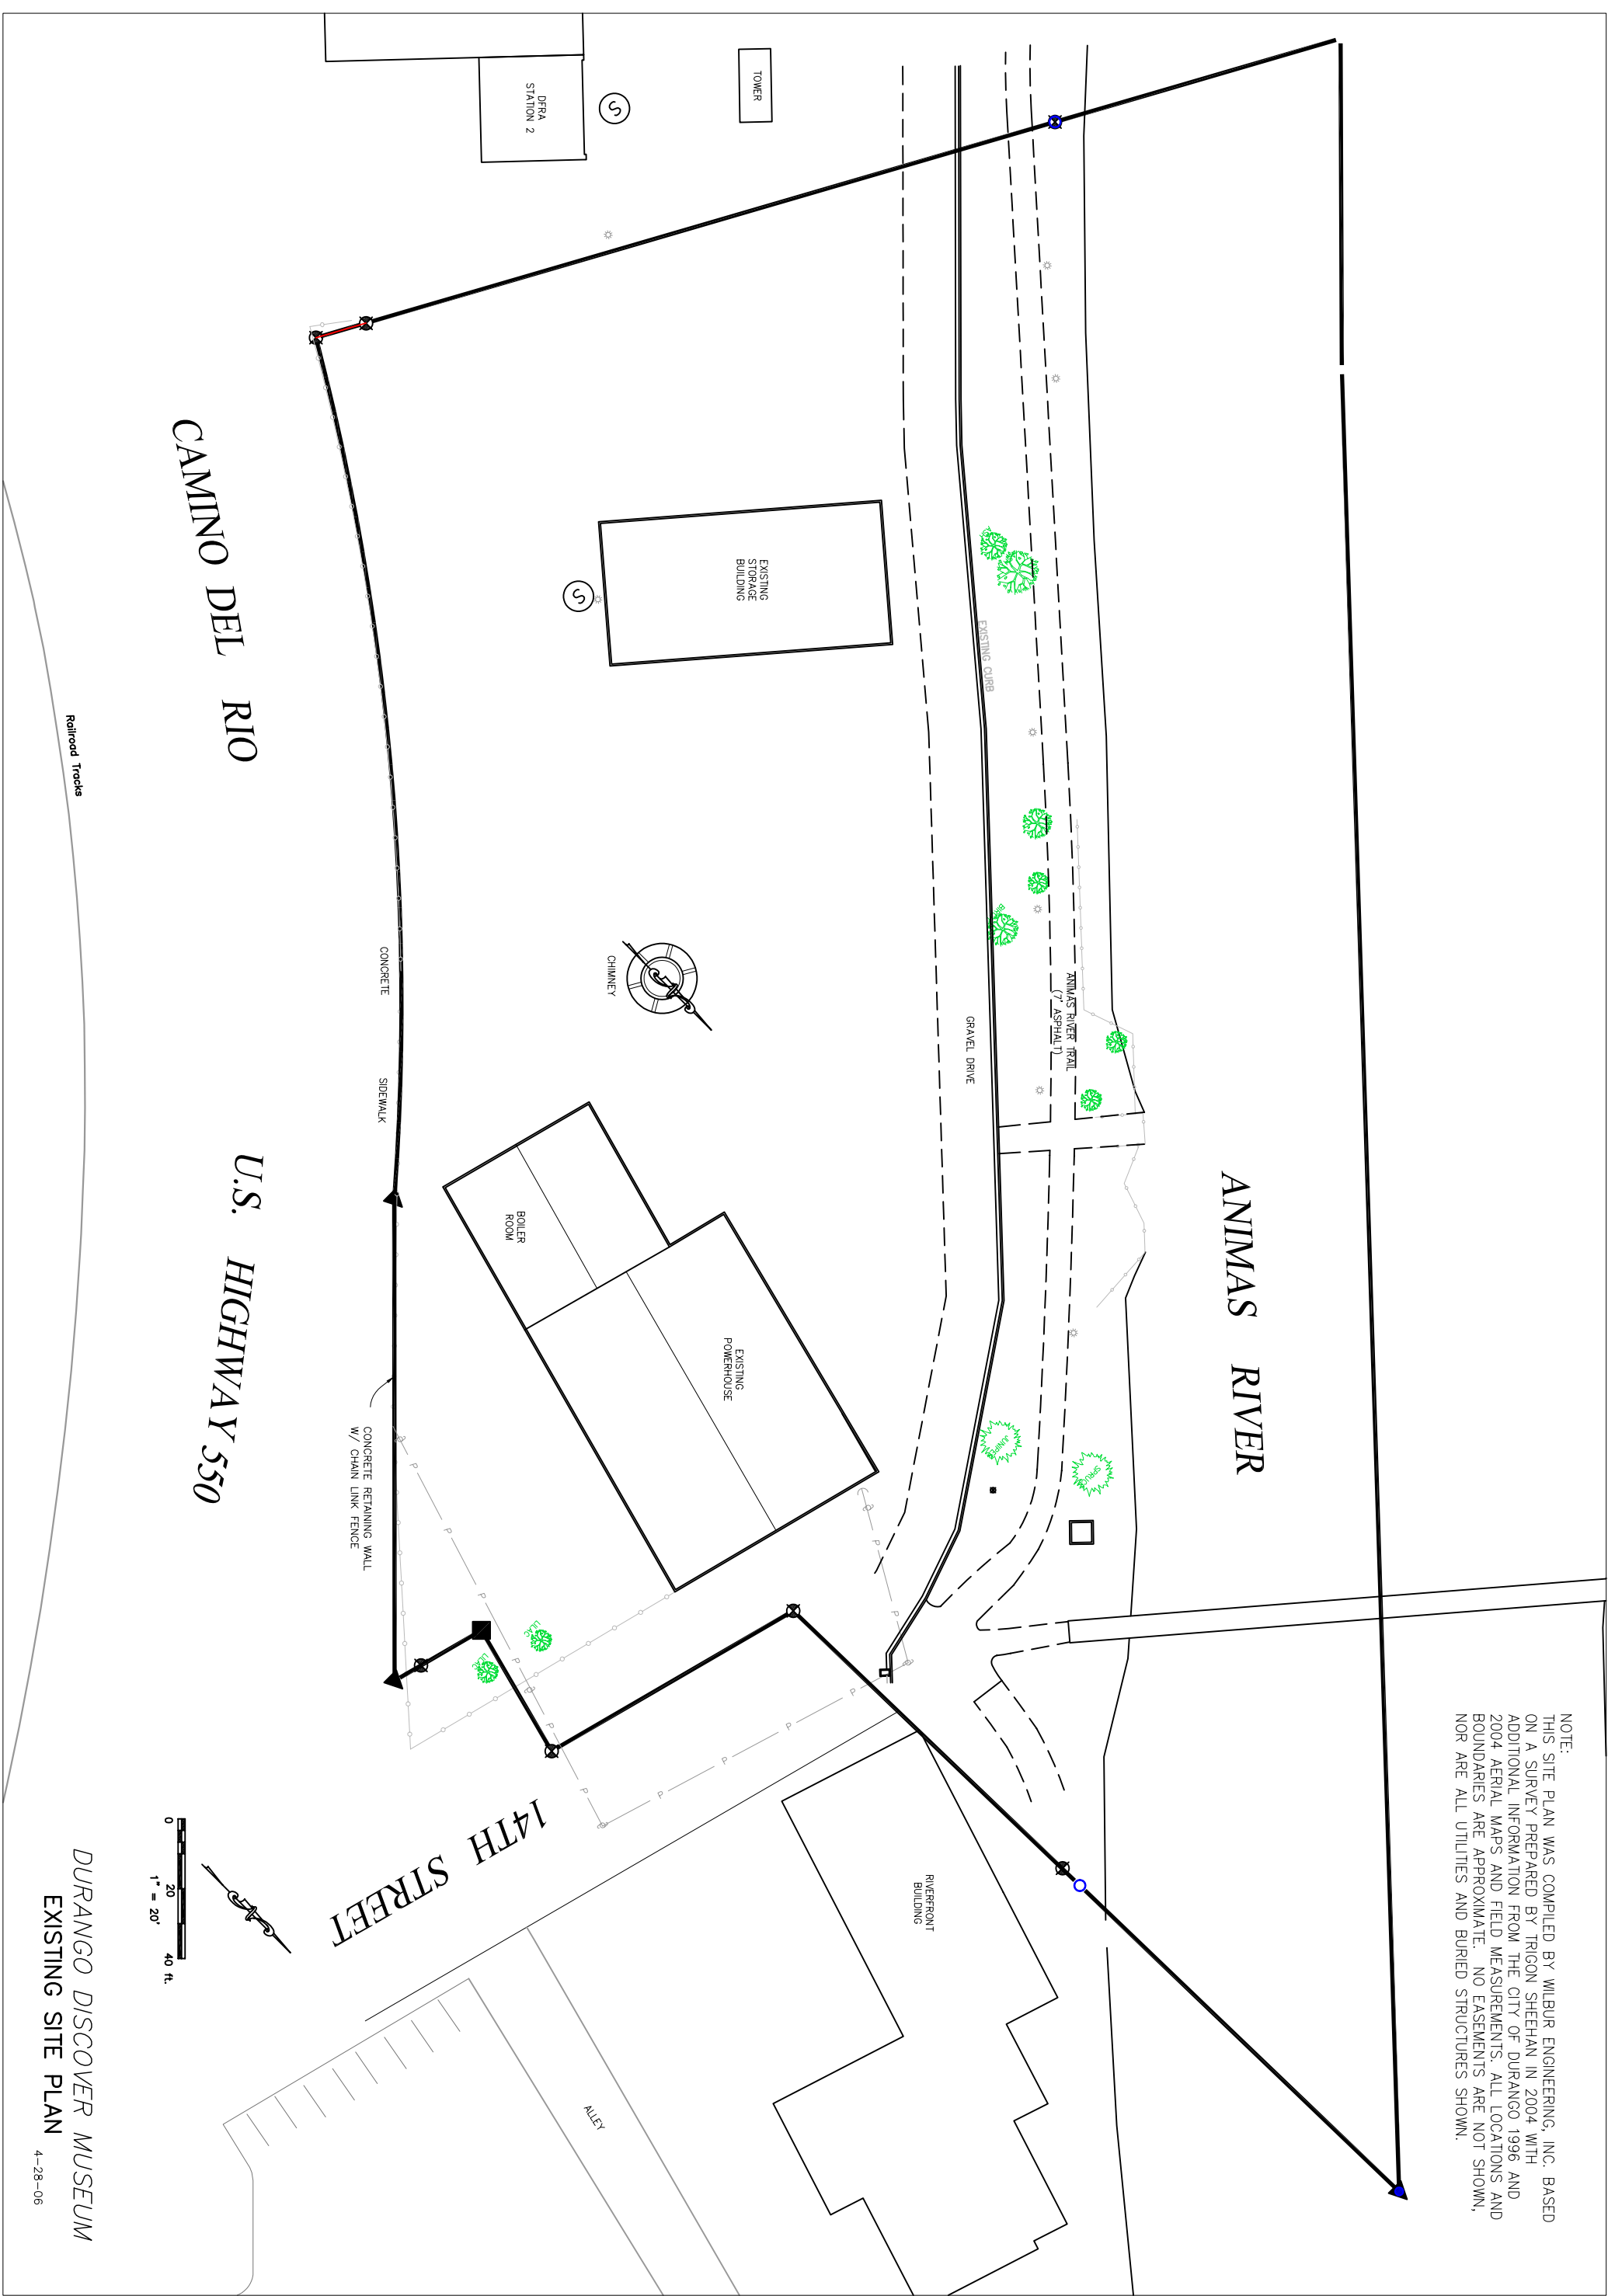 NOTE:
THIS SITE PLAN WAS COMPILED BY WILBUR ENGINEERING, INC. BASED
ON A SURVEY PREPARED BY TRIGON SHEEHAN IN 2004 WITH
ADDITIONAL INFORMATION FROM THE CITY OF DURANGO 1996 AND
2004 AERIAL MAPS AND FIELD MEASUREMENTS. ALL LOCATIONS AND
BOUNDARIES ARE APPROXIMATE. NO EASEMENTS ARE NOT SHOWN,
NOR ARE ALL UTILITIES AND BURIED STRUCTURES SHOWN.
ANIMAS RIVER
SPRUCE
JUNIPER
ANIMAS RIVER TRAIL
(7' ASPHALT)
EXISTING CURB
GRAVEL DRIVE
TOWER
DFRA
STATION 2
S
EXISTING
STORAGE
BUILDING
S
CHIMNEY
EXISTING
POWERHOUSE
BOILER
ROOM
RIVERFRONT
BUILDING
ALLEY
LILAC
LILAC
P
P
P
P
P
P
P
P
P
P
CONCRETE SIDEWALK
CONCRETE RETAINING WALL
W/ CHAIN LINK FENCE
14TH STREET
CAMINO DEL RIO
U.S. HIGHWAY 550
Railroad Tracks
0 20 40 ft.
1" = 20'
DURANGO DISCOVER MUSEUM
EXISTING SITE PLAN
4-28-06